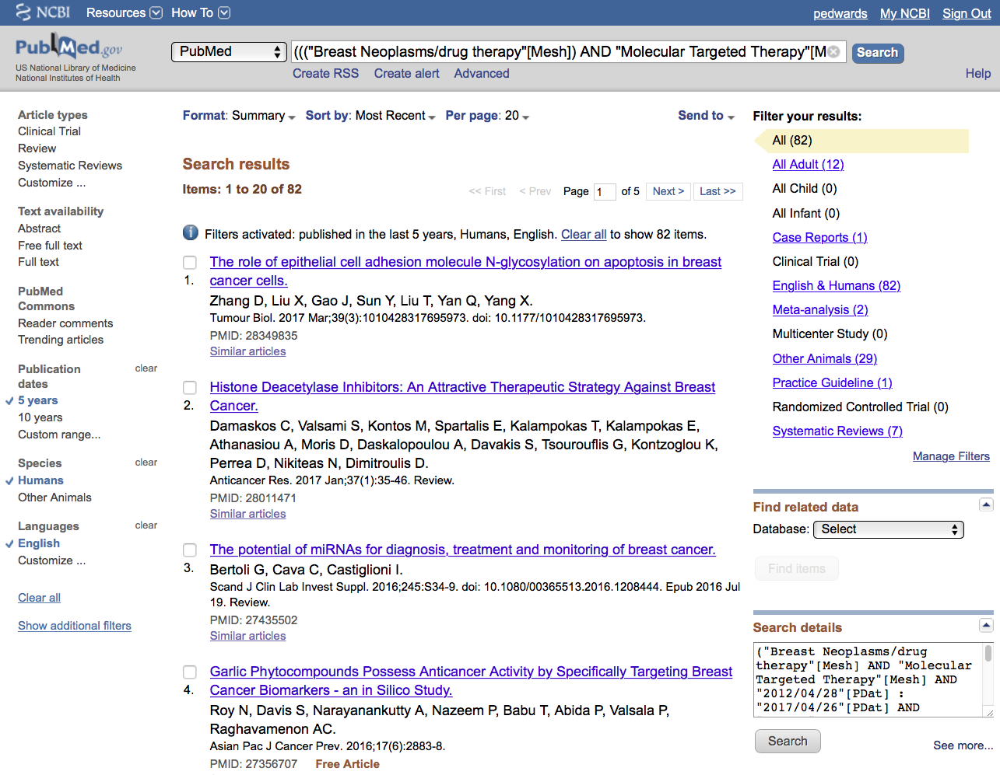 NCBI Resources How To pedwards My NCBI Sign Out
PubMed.gov
US National Library of Medicine
National Institutes of Health
PubMed ((("Breast Neoplasms/drug therapy"[Mesh]) AND "Molecular Targeted Therapy"[M Search
Create RSS Create alert Advanced
Help
Article types
Clinical Trial
Review
Systematic Reviews
Customize ...
Text availability
Abstract
Free full text
Full text
PubMed
Commons
Reader comments
Trending articles
Publication clear
dates
5 years
10 years
Custom range...
Species clear
Humans
Other Animals
Languages clear
English
Customize ...
Clear all
Show additional filters
Format: Summary Sort by: Most Recent Per page: 20 Send to
Search results
Items: 1 to 20 of 82
<< First < Prev Page 1 of 5 Next > Last >>
Filters activated: published in the last 5 years, Humans, English. Clear all to show 82 items.
The role of epithelial cell adhesion molecule N-glycosylation on apoptosis in breast
1. cancer cells.
Zhang D, Liu X, Gao J, Sun Y, Liu T, Yan Q, Yang X.
Tumour Biol. 2017 Mar;39(3):1010428317695973. doi: 10.1177/1010428317695973.
PMID: 28349835
Similar articles
Histone Deacetylase Inhibitors: An Attractive Therapeutic Strategy Against Breast
2. Cancer.
Damaskos C, Valsami S, Kontos M, Spartalis E, Kalampokas T, Kalampokas E,
Athanasiou A, Moris D, Daskalopoulou A, Davakis S, Tsourouflis G, Kontzoglou K,
Perrea D, Nikiteas N, Dimitroulis D.
Anticancer Res. 2017 Jan;37(1):35-46. Review.
PMID: 28011471
Similar articles
The potential of miRNAs for diagnosis, treatment and monitoring of breast cancer.
3. Bertoli G, Cava C, Castiglioni I.
Scand J Clin Lab Invest Suppl. 2016;245:S34-9. doi: 10.1080/00365513.2016.1208444. Epub 2016 Jul
19. Review.
PMID: 27435502
Similar articles
Garlic Phytocompounds Possess Anticancer Activity by Specifically Targeting Breast
4. Cancer Biomarkers - an in Silico Study.
Roy N, Davis S, Narayanankutty A, Nazeem P, Babu T, Abida P, Valsala P,
Raghavamenon AC.
Asian Pac J Cancer Prev. 2016;17(6):2883-8.
PMID: 27356707 Free Article
Filter your results:
All (82)
All Adult (12)
All Child (0)
All Infant (0)
Case Reports (1)
Clinical Trial (0)
English & Humans (82)
Meta-analysis (2)
Multicenter Study (0)
Other Animals (29)
Practice Guideline (1)
Randomized Controlled Trial (0)
Systematic Reviews (7)
Manage Filters
Find related data
Database: Select
Find items
Search details
("Breast Neoplasms/drug
therapy"[Mesh] AND "Molecular
Targeted Therapy"[Mesh] AND
"2012/04/28"[PDat] :
"2017/04/26"[PDat] AND
Search See more...